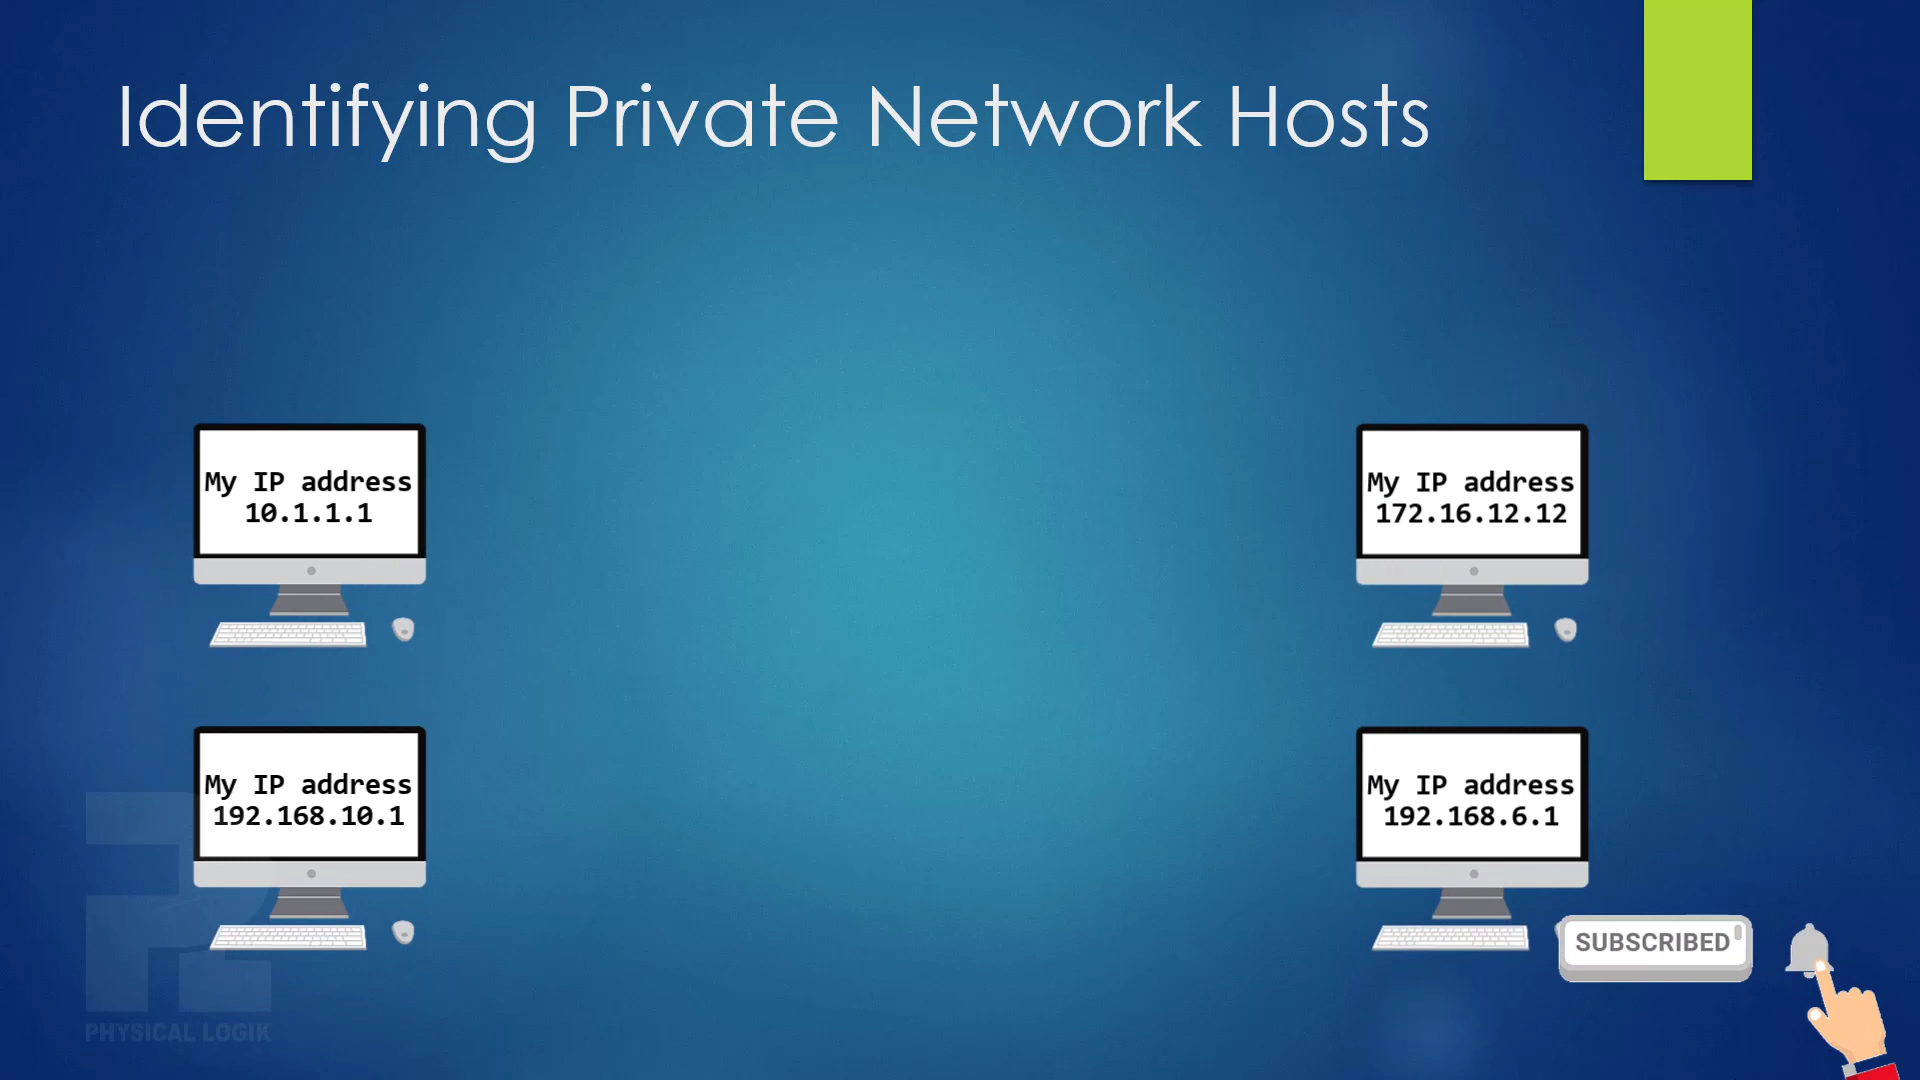 Identifying Private Network Hosts
My IP address
10.1.1.1
My IP address
172.16.12.12
My IP address
192.168.10.1
My IP address
192.168.6.1
SUBSCRIBED
PHYSICAL LOGIK